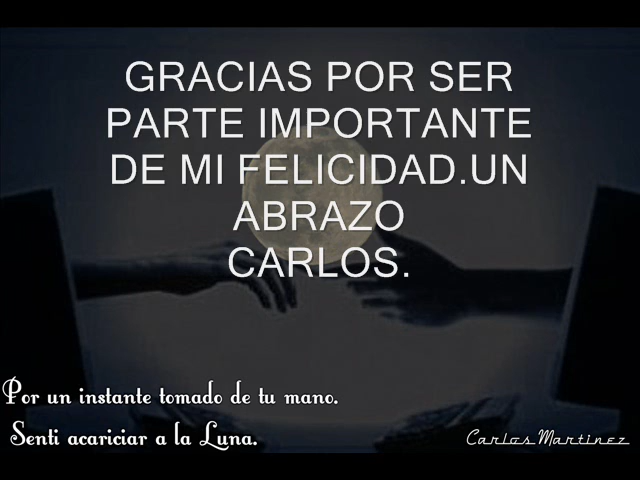 GRACIAS POR SER
PARTE IMPORTANTE
DE MI FELICIDAD.UN
ABRAZO
CARLOS.
Por un instante tomado de tu mano.
Senti acariciar a la Luna.
Carlos Martinez